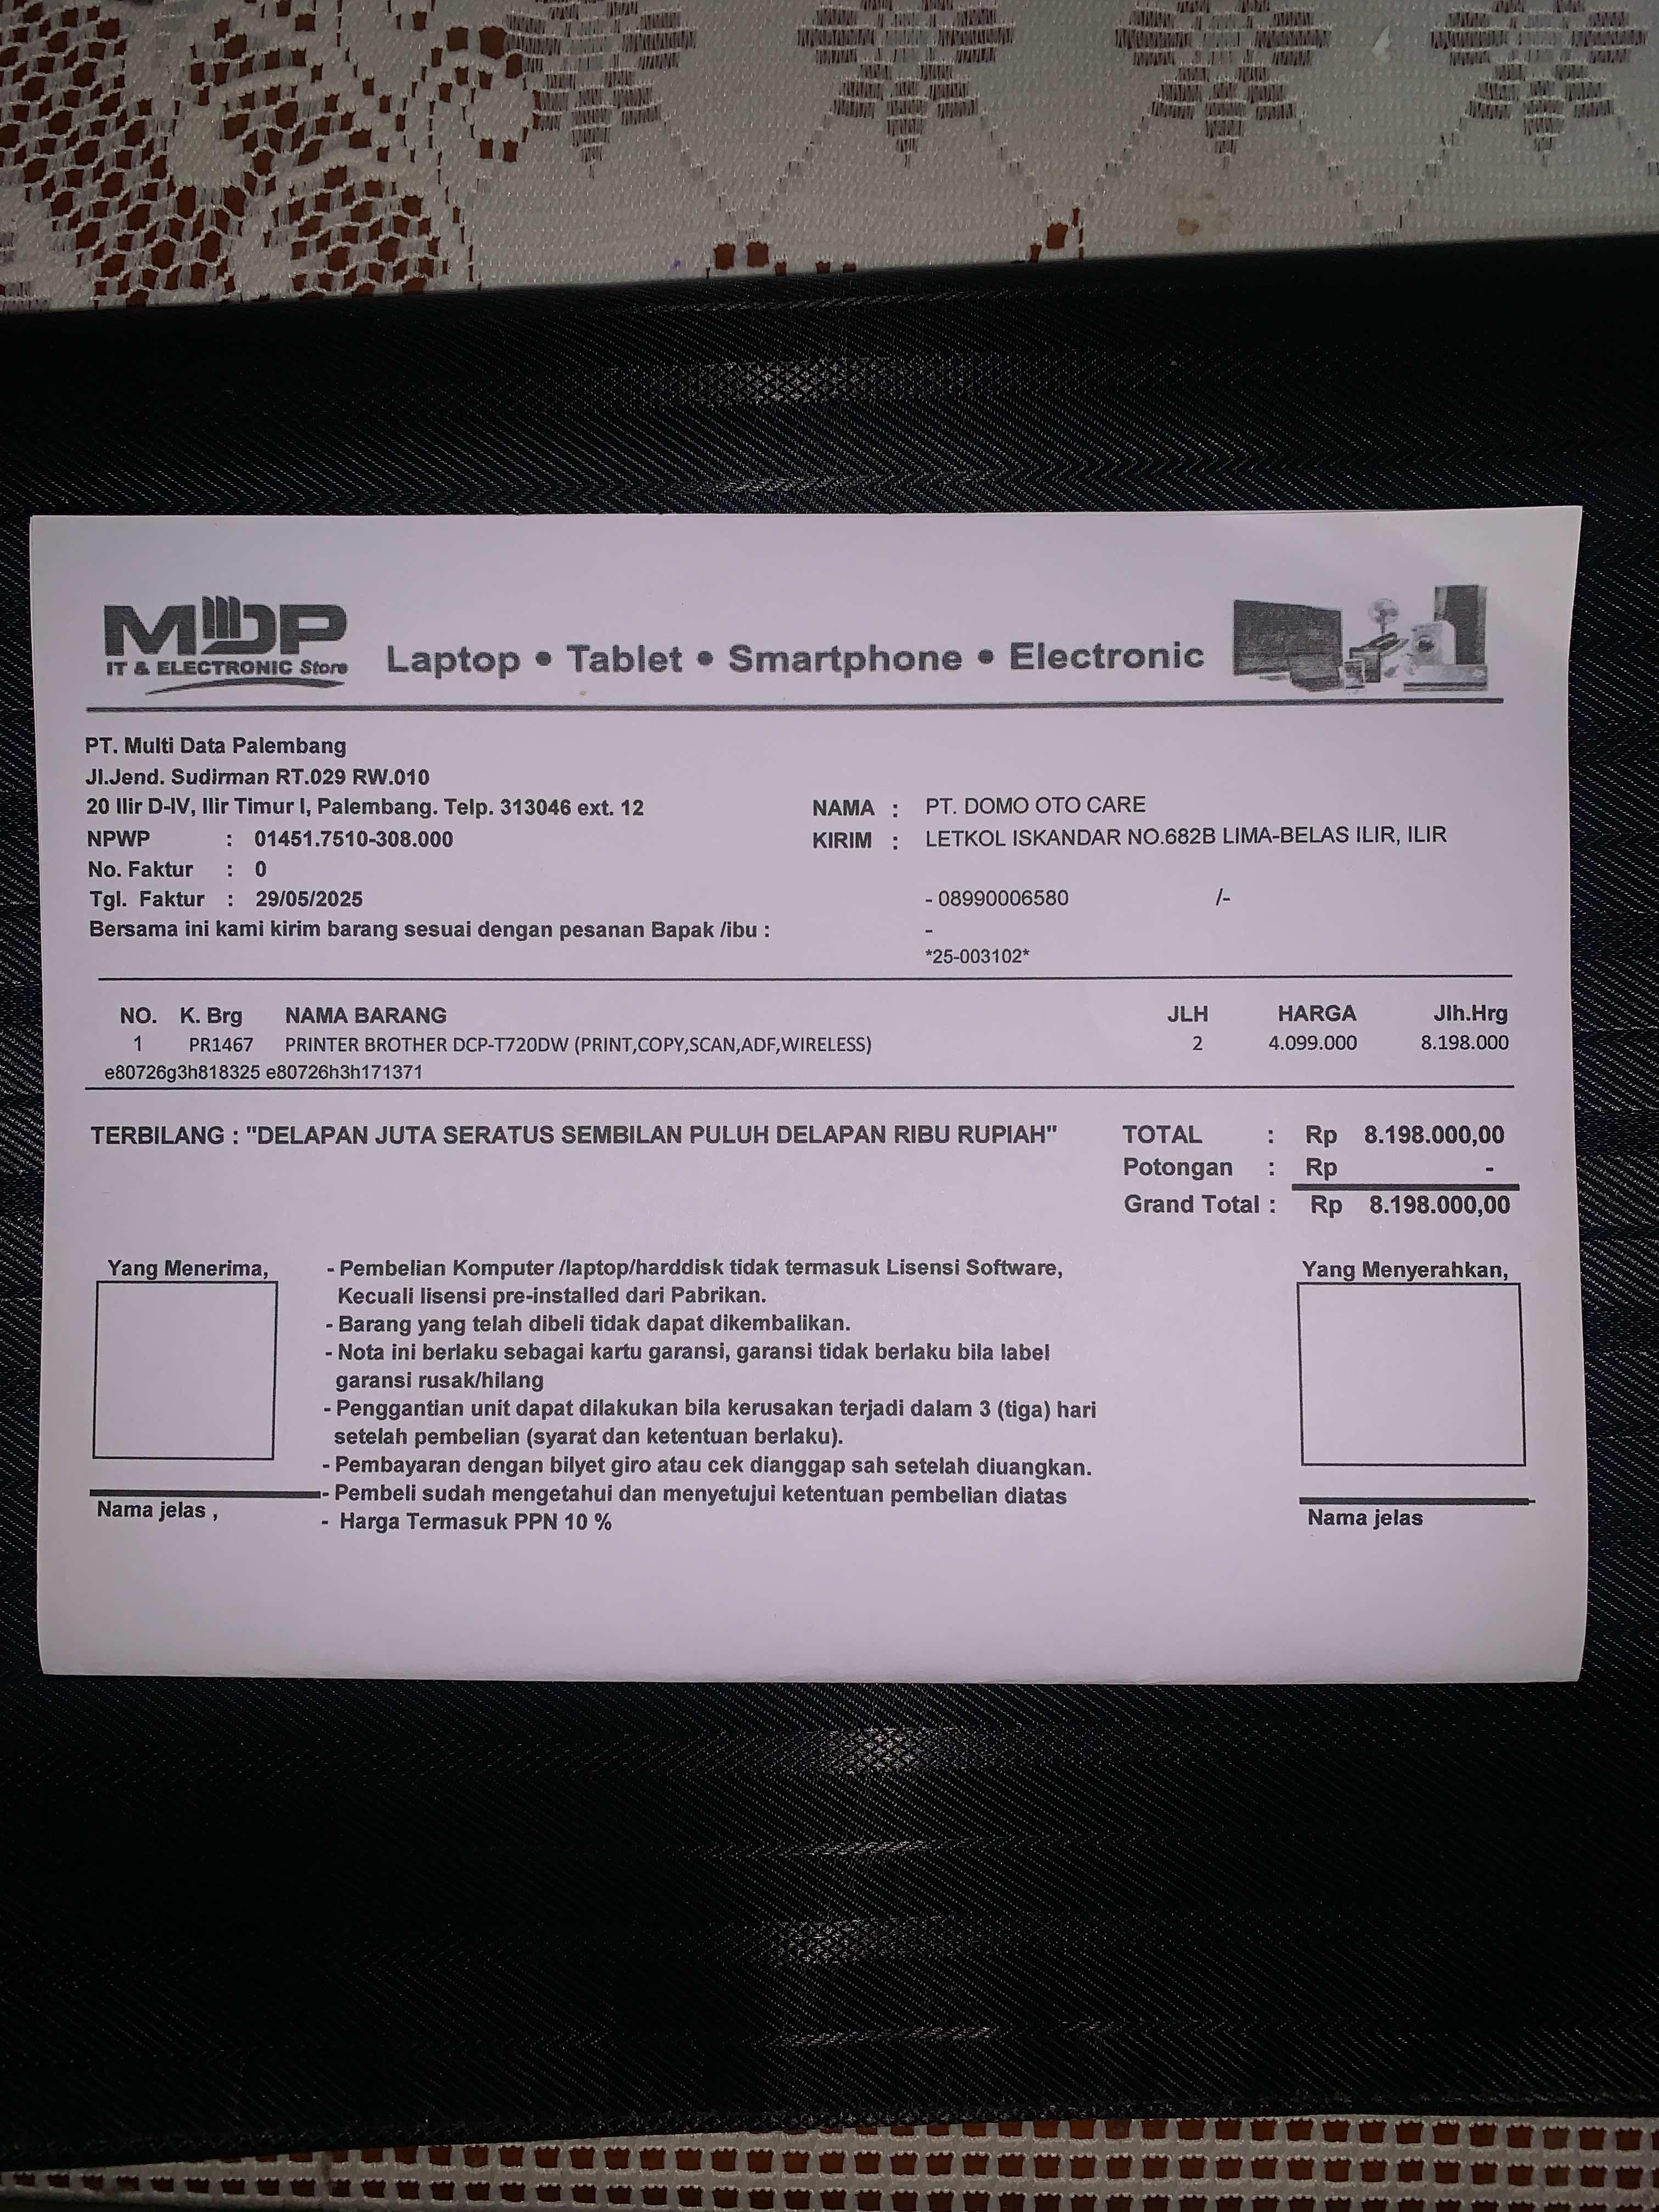 MDP
IT & ELECTRONIC Store
Laptop • Tablet • Smartphone • Electronic
PT. Multi Data Palembang
Jl.Jend. Sudirman RT.029 RW.010
20 Ilir D-IV, Ilir Timur I, Palembang. Telp. 313046 ext. 12
NPWP : 01451.7510-308.000
No. Faktur : 0
Tgl. Faktur : 29/05/2025
Bersama ini kami kirim barang sesuai dengan pesanan Bapak /ibu :
NAMA : PT. DOMO OTO CARE
KIRIM : LETKOL ISKANDAR NO.682B LIMA-BELAS ILIR, ILIR
- 08990006580 /-
-
*25-003102*
NO. K. Brg NAMA BARANG JLH HARGA Jlh.Hrg
1 PR1467 PRINTER BROTHER DCP-T720DW (PRINT,COPY,SCAN,ADF,WIRELESS) 2 4.099.000 8.198.000
e80726g3h818325 e80726h3h171371
TERBILANG : "DELAPAN JUTA SERATUS SEMBILAN PULUH DELAPAN RIBU RUPIAH"
TOTAL : Rp 8.198.000,00
Potongan : Rp -
Grand Total : Rp 8.198.000,00
Yang Menerima,
Nama jelas ,
- Pembelian Komputer /laptop/harddisk tidak termasuk Lisensi Software,
Kecuali lisensi pre-installed dari Pabrikan.
- Barang yang telah dibeli tidak dapat dikembalikan.
- Nota ini berlaku sebagai kartu garansi, garansi tidak berlaku bila label
garansi rusak/hilang
- Penggantian unit dapat dilakukan bila kerusakan terjadi dalam 3 (tiga) hari
setelah pembelian (syarat dan ketentuan berlaku).
- Pembayaran dengan bilyet giro atau cek dianggap sah setelah diuangkan.
- Pembeli sudah mengetahui dan menyetujui ketentuan pembelian diatas
- Harga Termasuk PPN 10 %
Yang Menyerahkan,
Nama jelas